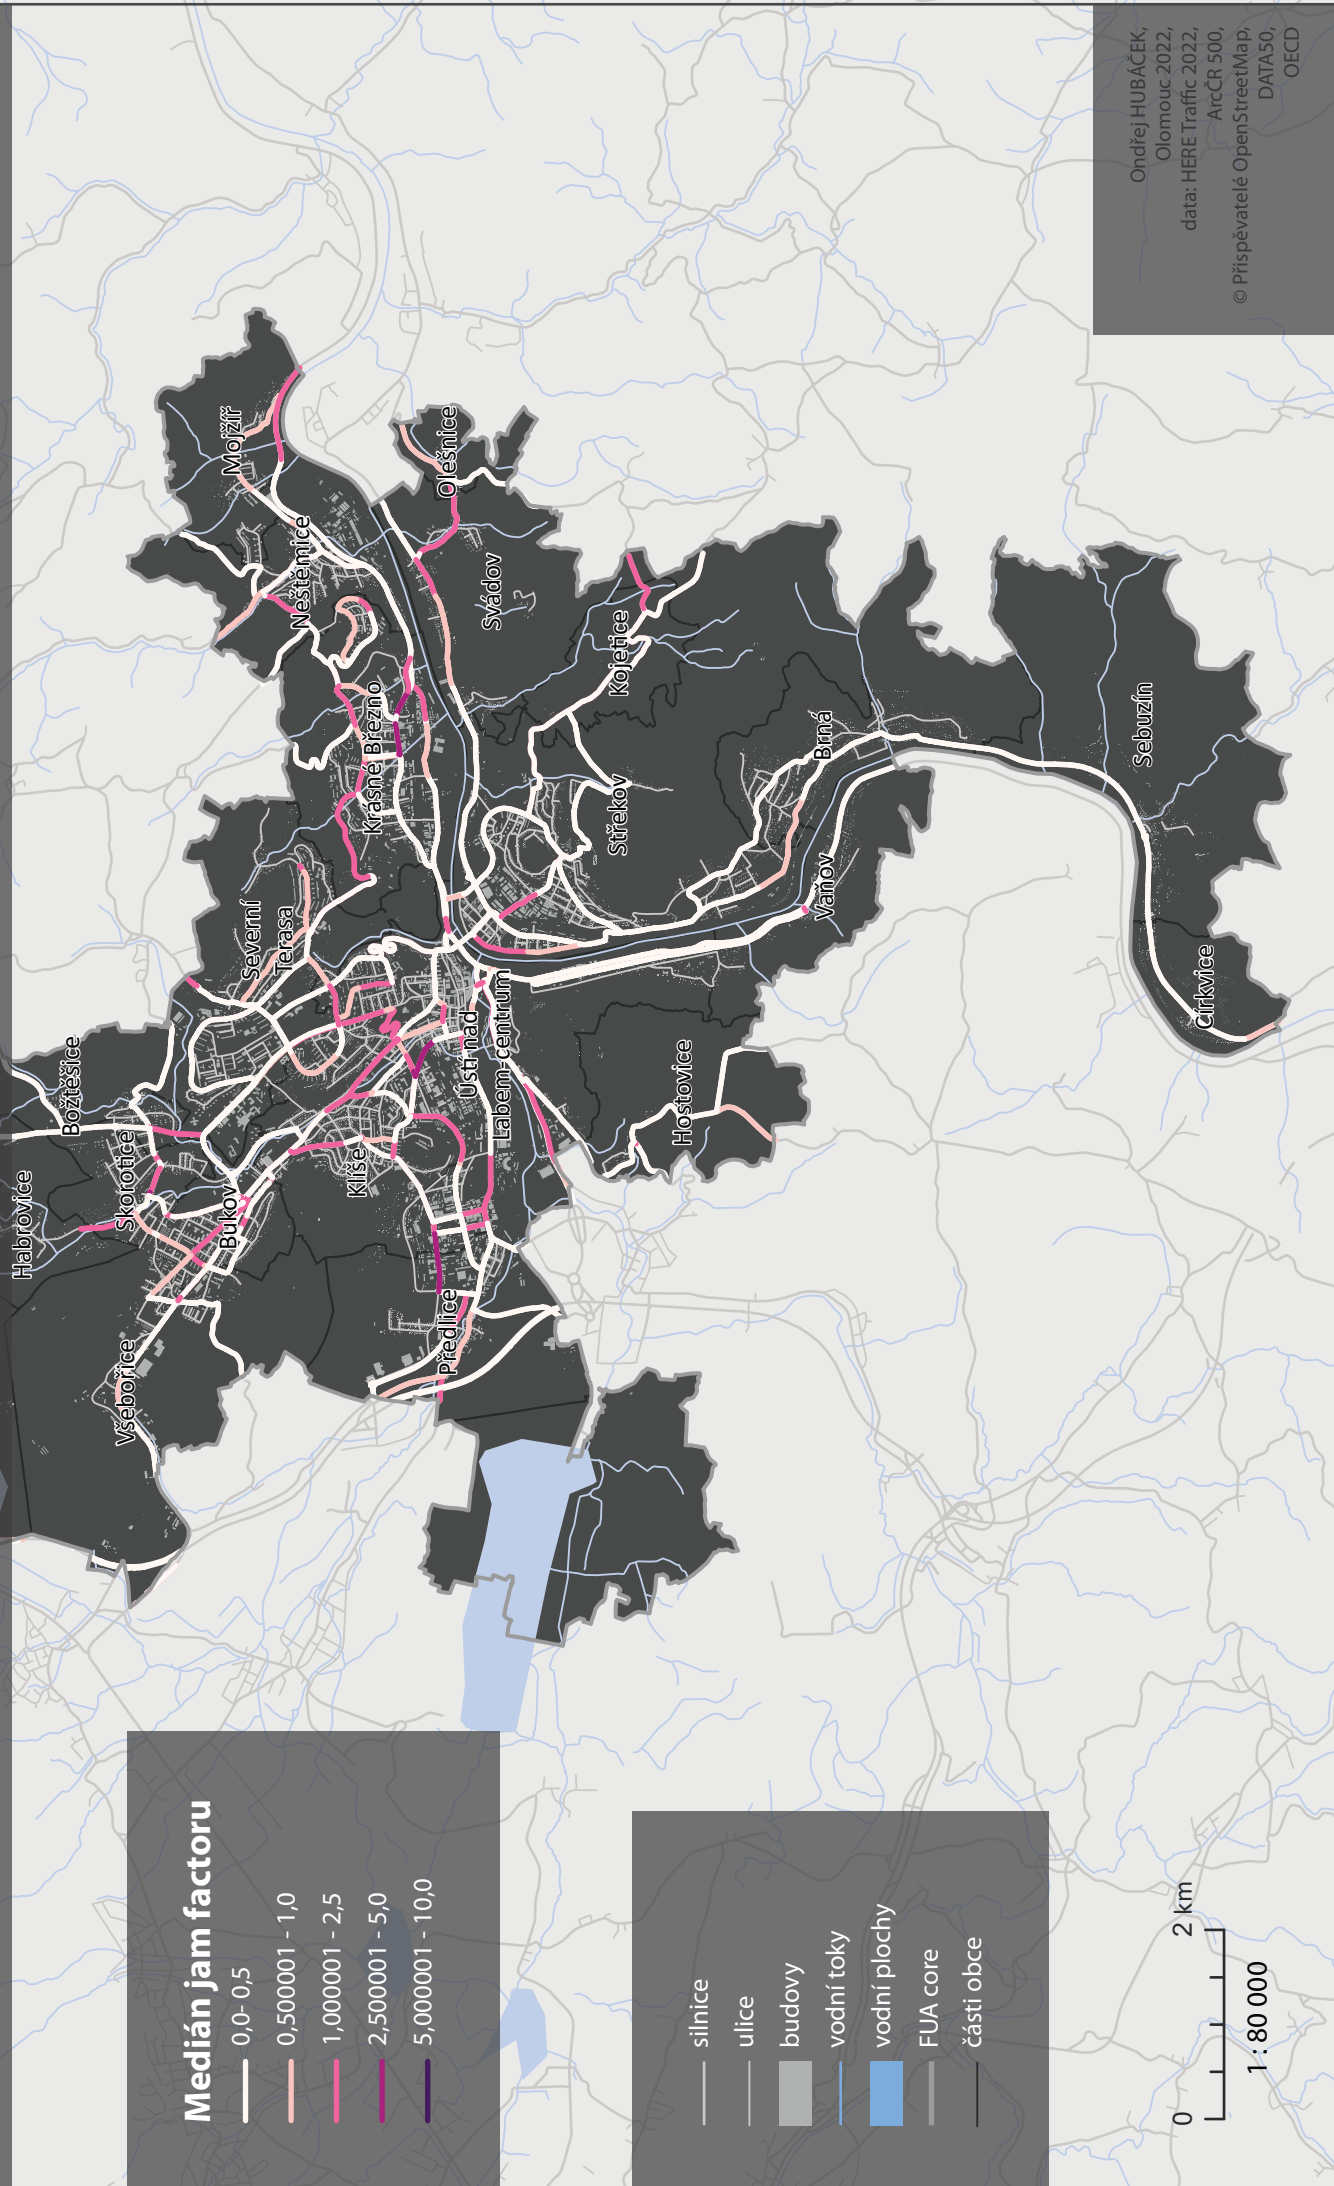 Medián jam factoru
0,0- 0,5
0,500001 - 1,0
1,000001 - 2,5
2,500001 - 5,0
5,000001 - 10,0
silnice
ulice
budovy
vodní toky
vodní plochy
FUA core
části obce
0
2 km
1 : 80 000
Habrovice
Božtěšice
Skorotice
Všebořice
Bukov
Severní
Terasa
Klíše
Předlice
Ústí nad
Labem-centrum
Krásné Březno
Neštěmice
Mojžíř
Olešnice
Svádov
Kojetice
Střekov
Hostovice
Vaňov
Brná
Sebuzín
Církvice
Ondřej HUBÁČEK,
Olomouc 2022,
data: HERE Traffic 2022,
ArcČR 500,
© Přispěvatelé OpenStreetMap,
DATA50,
OECD